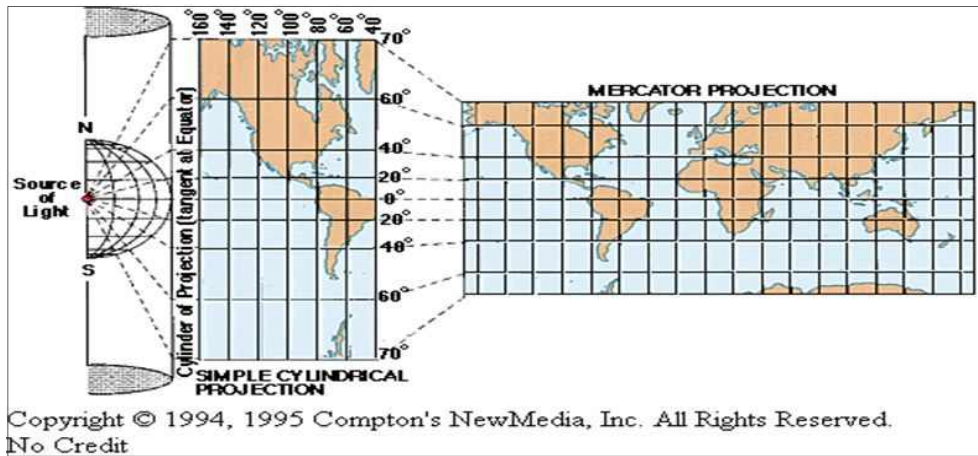 160°
140°
120°
100°
80°
60°
40°
70°
60°
40°
20°
0°
20°
40°
60°
70°
N
Source
of
Light
S
Cylinder of Projection (tangent at Equator)
SIMPLE CYLINDRICAL
PROJECTION
MERCATOR PROJECTION
Copyright © 1994, 1995 Compton's NewMedia, Inc. All Rights Reserved.
No Credit